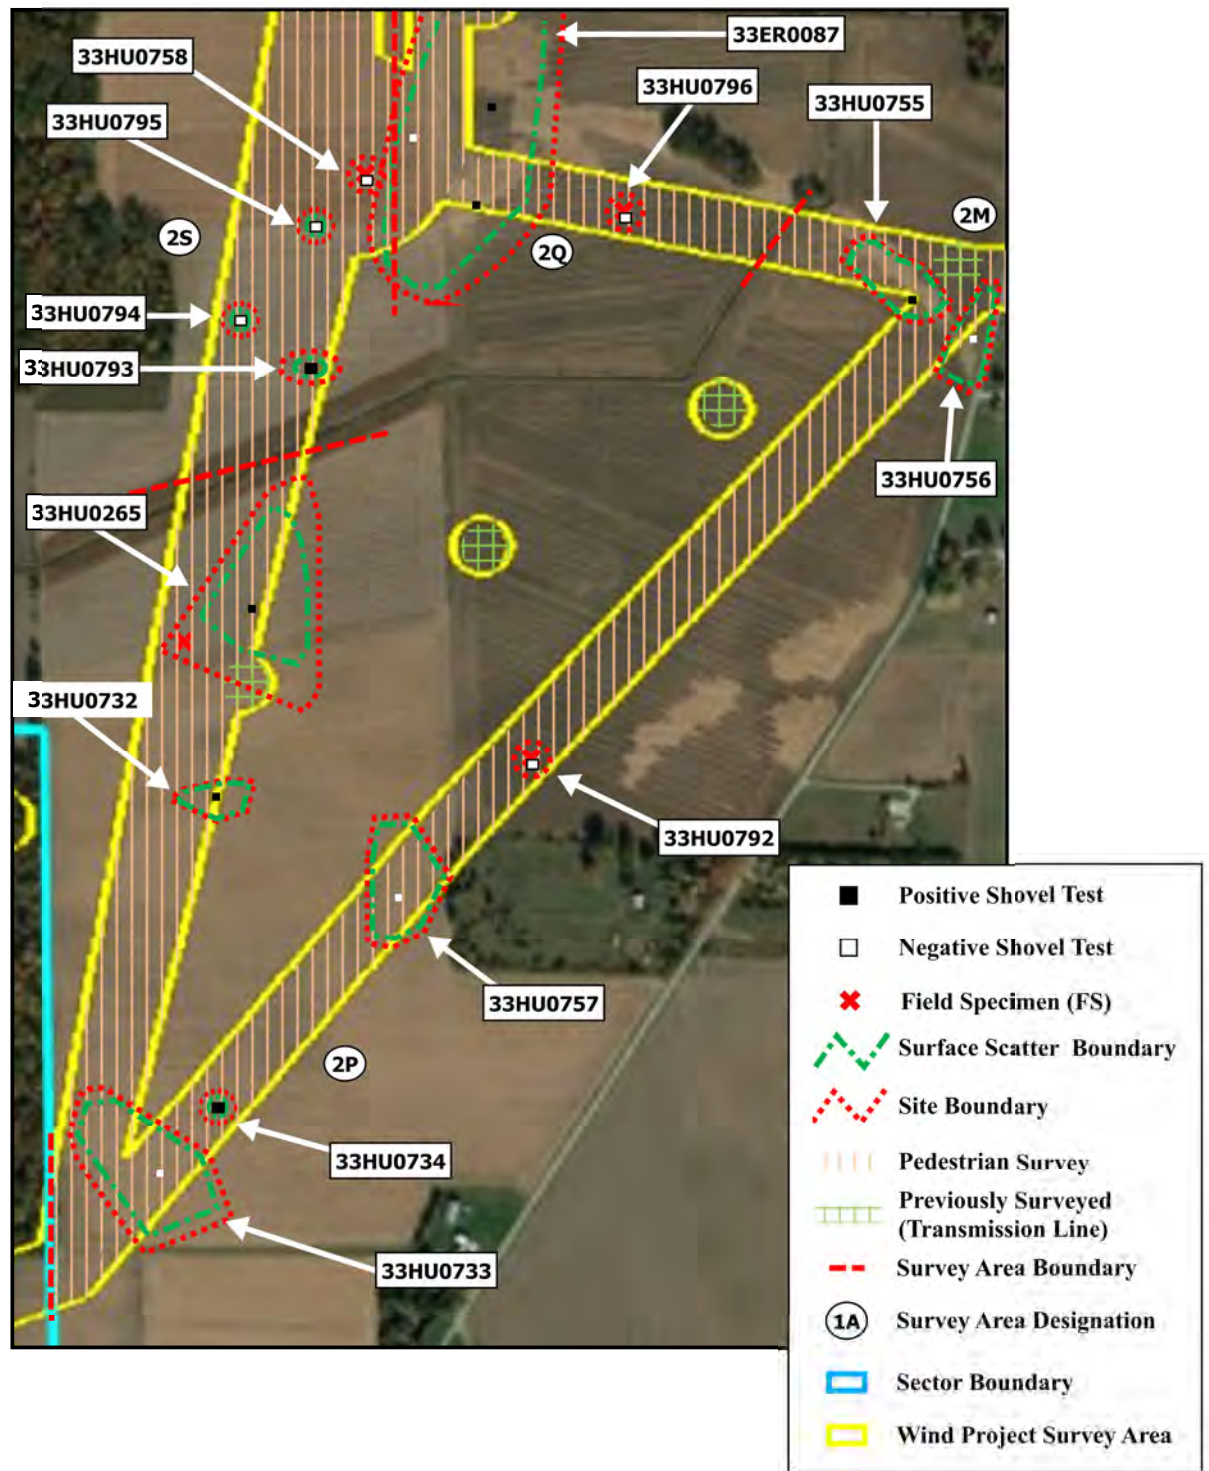 33ER0087
33HU0758
33HU0796
33HU0755
33HU0795
2S
2M
2Q
33HU0794
33HU0793
33HU0756
33HU0265
33HU0732
33HU0792
33HU0757
2P
33HU0734
33HU0733
Positive Shovel Test
Negative Shovel Test
Field Specimen (FS)
Surface Scatter Boundary
Site Boundary
Pedestrian Survey
Previously Surveyed
(Transmission Line)
Survey Area Boundary
1A Survey Area Designation
Sector Boundary
Wind Project Survey Area